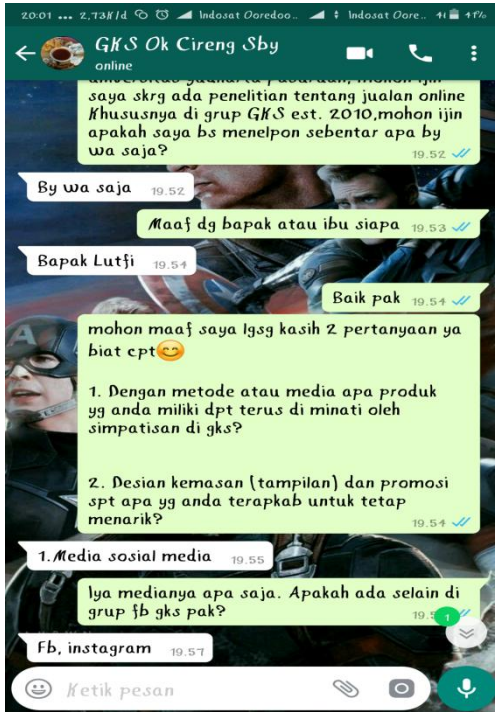 20:01 ... 2,73K/d Indosat Ooredoo.. Indosat Oore.. 41%
GKS Ok Cireng Sby
online
saya skrg ada penelitian tentang jualan online
Khususnya di grup GKS est. 2010,mohon ijin
apakah saya bs menelpon sebentar apa by
wa saja?
19.52
By wa saja 19.52
Maaf dg bapak atau ibu siapa 19.53
Bapak Lutfi 19.54
Baik pak 19.54
mohon maaf saya lgsg kasih 2 pertanyaan ya
biat cpt
1. Dengan metode atau media apa produk
yg anda miliki dpt terus di minati oleh
simpatisan di gks?
2. Desian kemasan (tampilan) dan promosi
spt apa yg anda terapkab untuk tetap
menarik?
19.54
1.Media sosial media 19.55
Iya medianya apa saja. Apakah ada selain di
grup fb gks pak?
1
Fb, instagram 19.57
Ketik pesan